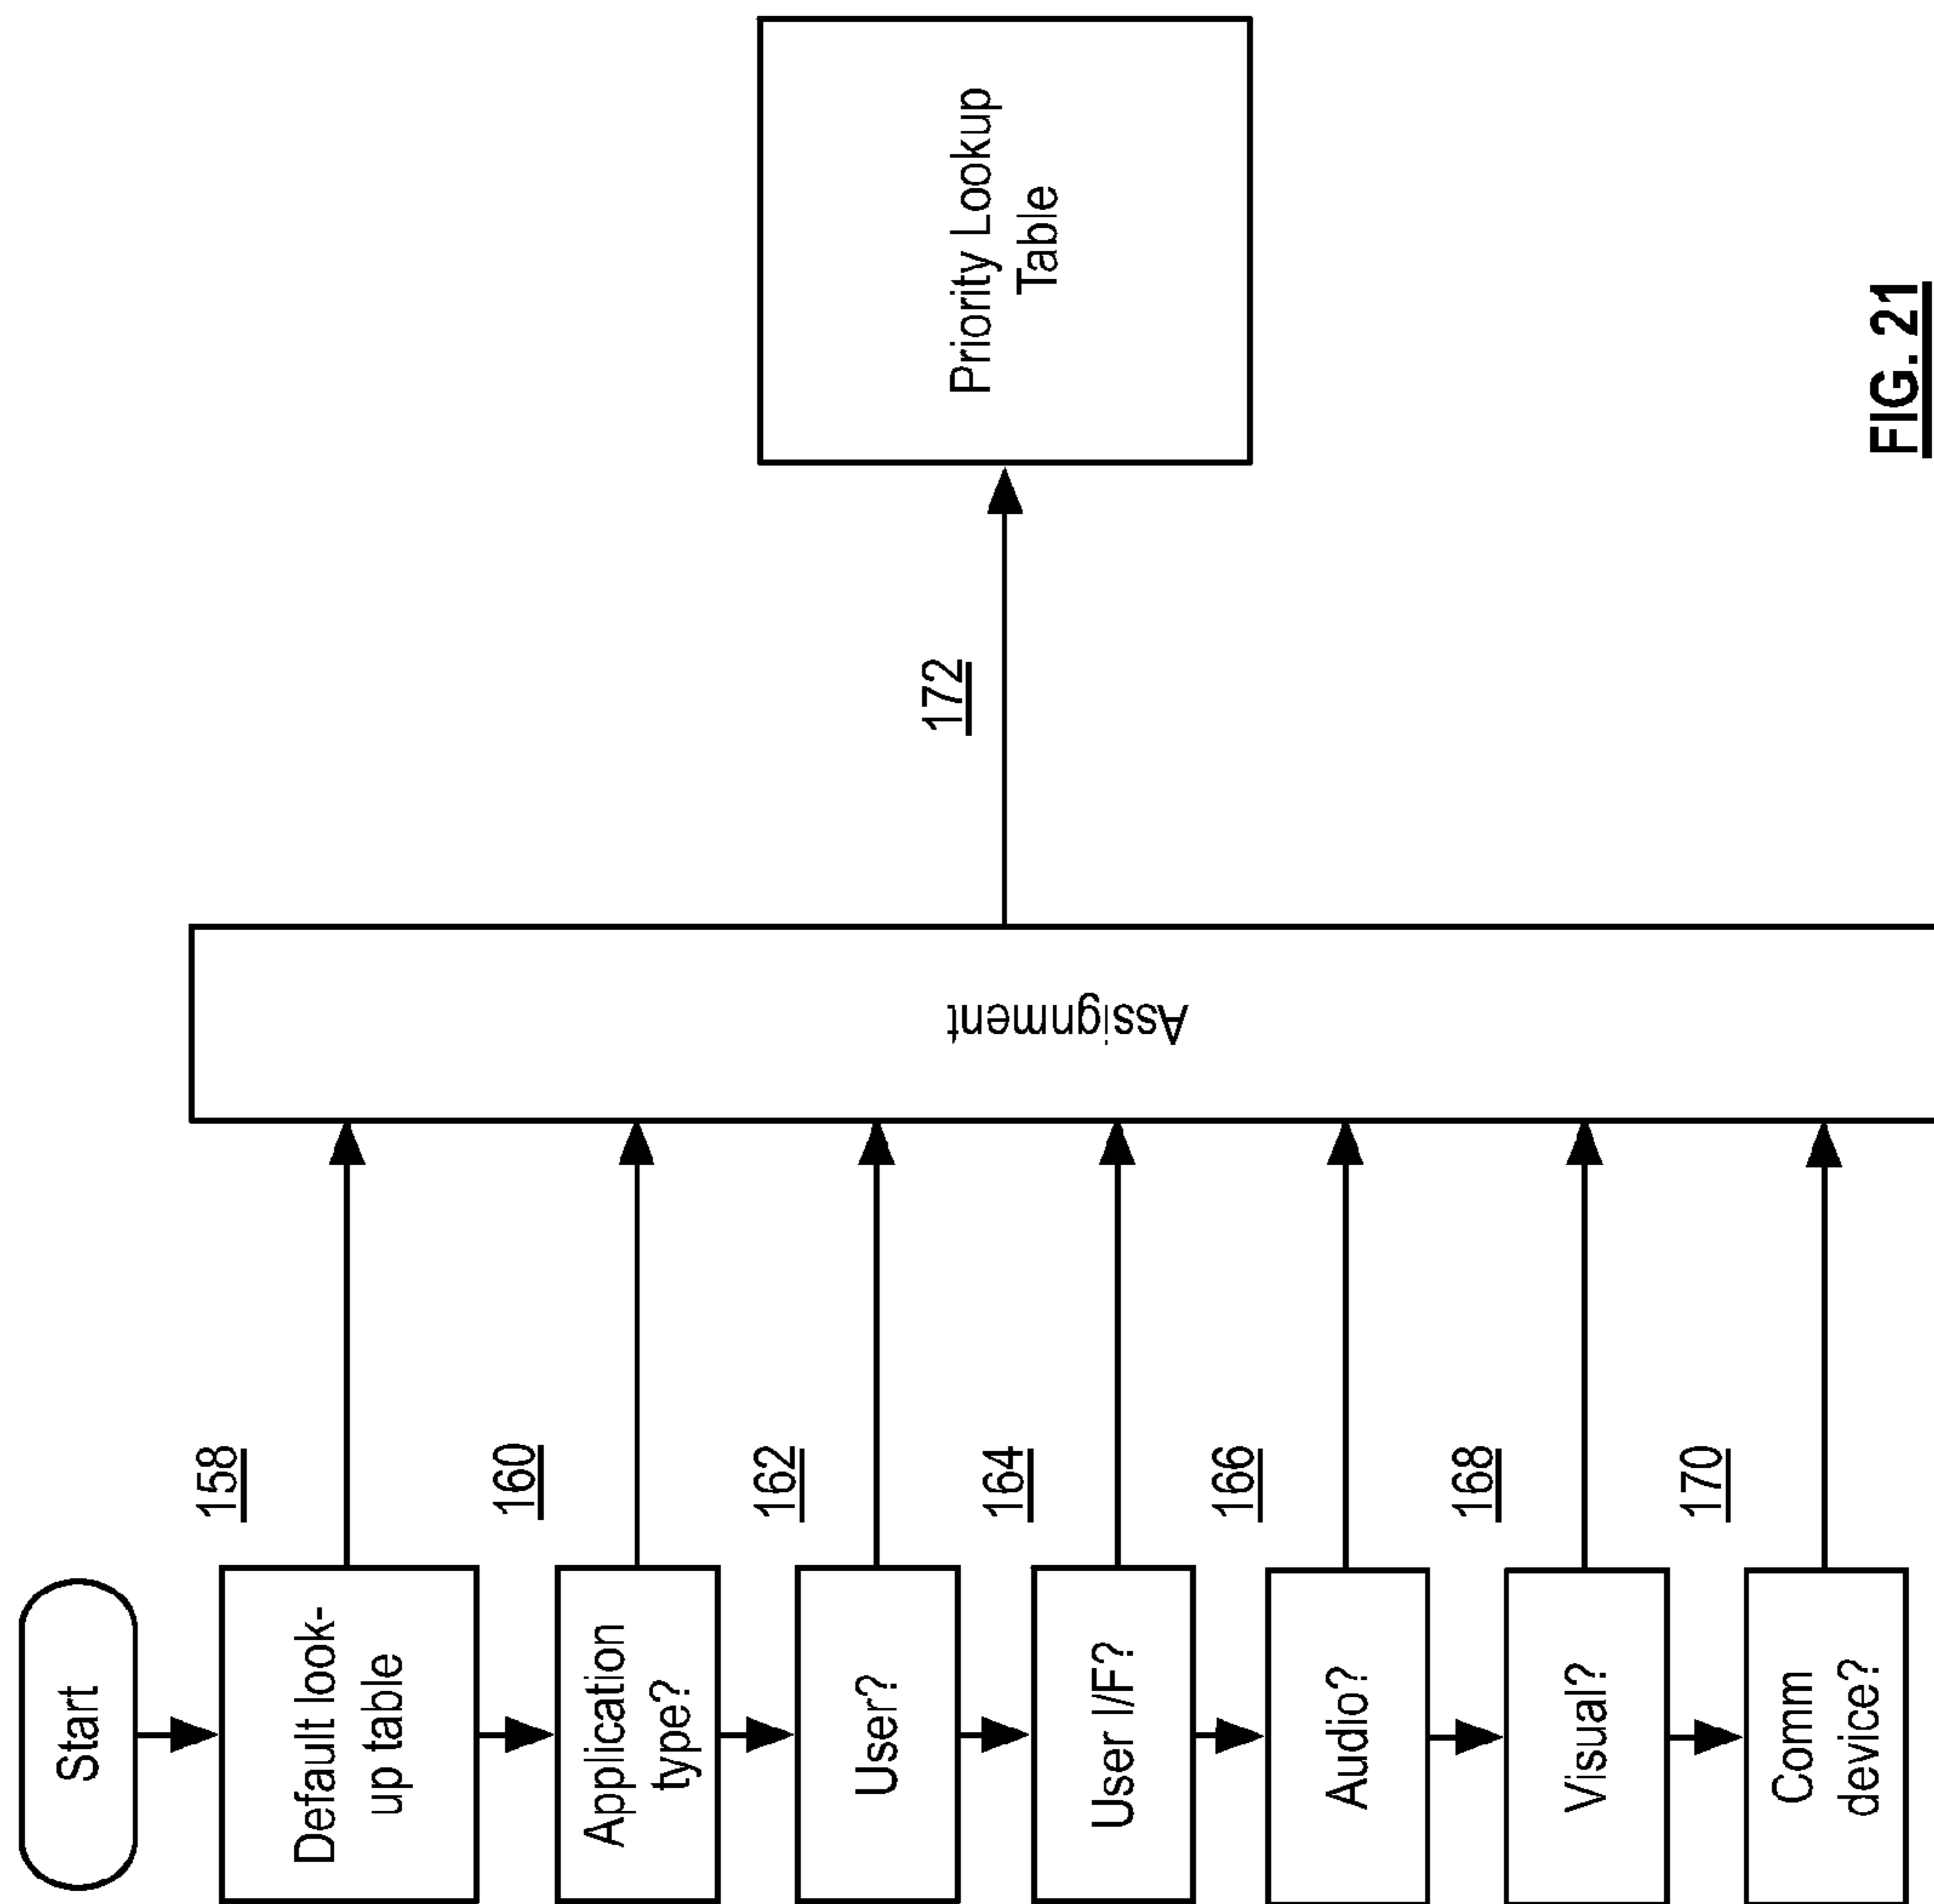 Start
158
Default look-
up table
160
Application
type?
162
User?
164
User I/F?
166
Audio?
168
Visual?
170
Comm
device?
Assignment
172
Priority Lookup
Table
FIG. 21